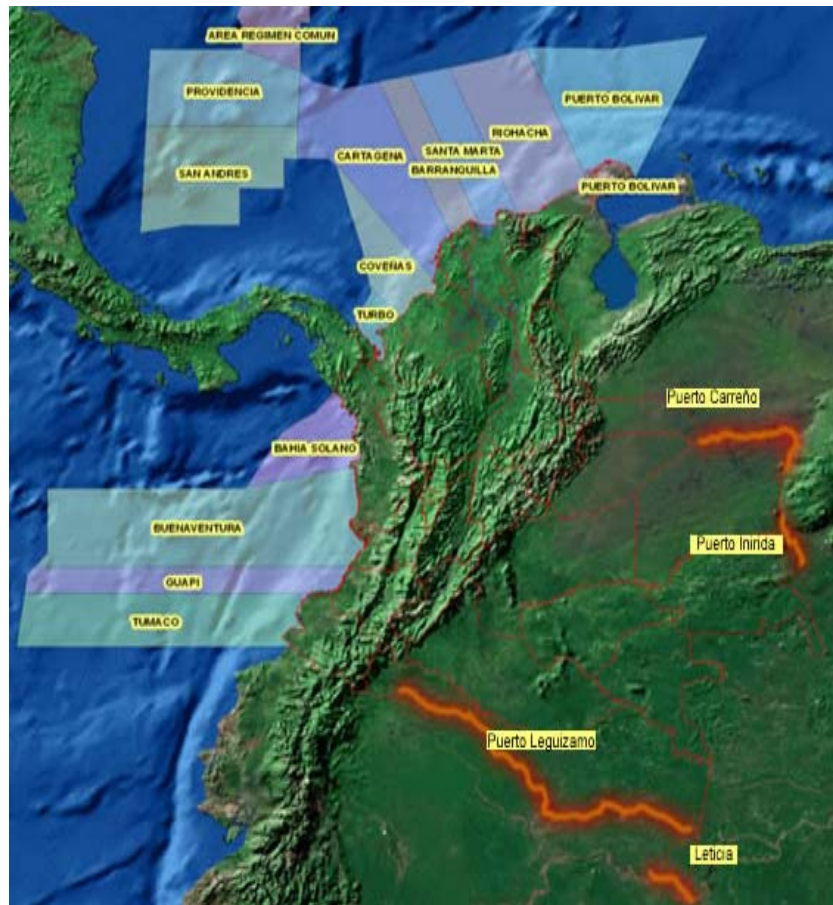 AREA REGIMEN COMUN
PROVIDENCIA
PUERTO BOLIVAR
RIOHACHA
SANTA MARTA
CARTAGENA
BARRANQUILLA
SAN ANDRES
PUERTO BOLIVAR
COVEÑAS
TURBO
Puerto Carreño
BAHIA SOLANO
BUENAVENTURA
Puerto Inirida
GUAPI
TUMACO
Puerto Leguizamo
Leticia